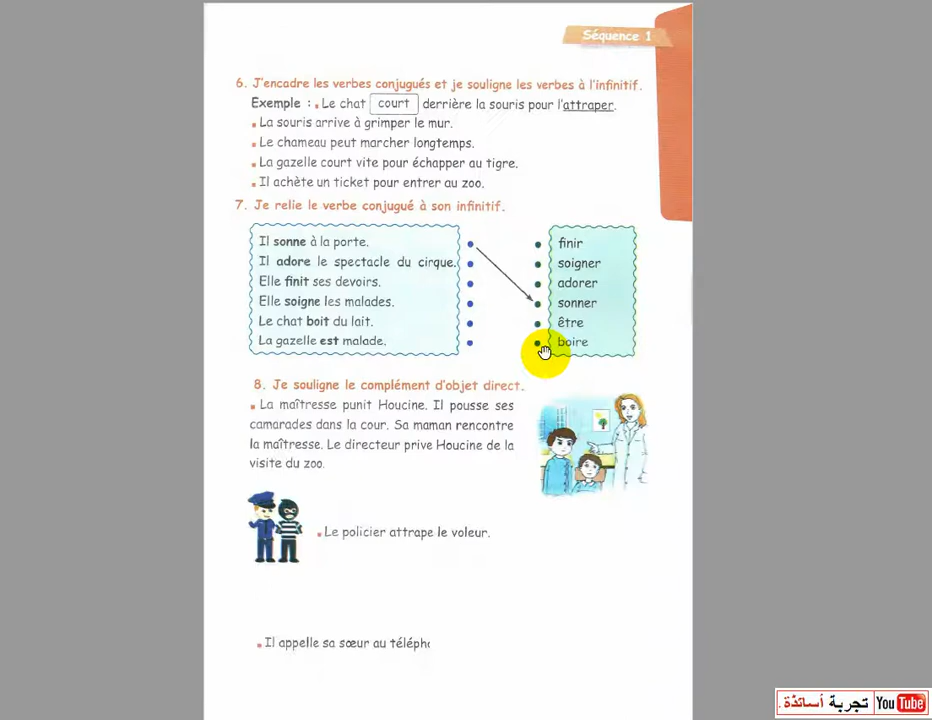 Séquence 1
6. J'encadre les verbes conjugués et je souligne les verbes à l'infinitif.
Exemple : ▪ Le chat court derrière la souris pour l'attraper.
▪ La souris arrive à grimper le mur.
▪ Le chameau peut marcher longtemps.
▪ La gazelle court vite pour échapper au tigre.
▪ Il achète un ticket pour entrer au zoo.
7. Je relie le verbe conjugué à son infinitif.
Il sonne à la porte.
Il adore le spectacle du cirque.
Elle finit ses devoirs.
Elle soigne les malades.
Le chat boit du lait.
La gazelle est malade.
finir
soigner
adorer
sonner
être
boire
8. Je souligne le complément d'objet direct.
▪ La maîtresse punit Houcine. Il pousse ses
camarades dans la cour. Sa maman rencontre
la maîtresse. Le directeur prive Houcine de la
visite du zoo.
▪ Le policier attrape le voleur.
▪ Il appelle sa sœur au téléph
تجربة أساتذة. YouTube